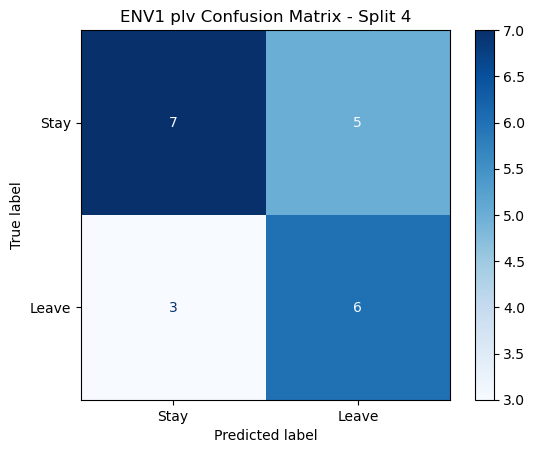 ENV1 plv Confusion Matrix - Split 4
True label
Stay
Leave
7 5
3 6
Stay Leave
Predicted label
7.0
6.5
6.0
5.5
5.0
4.5
4.0
3.5
3.0